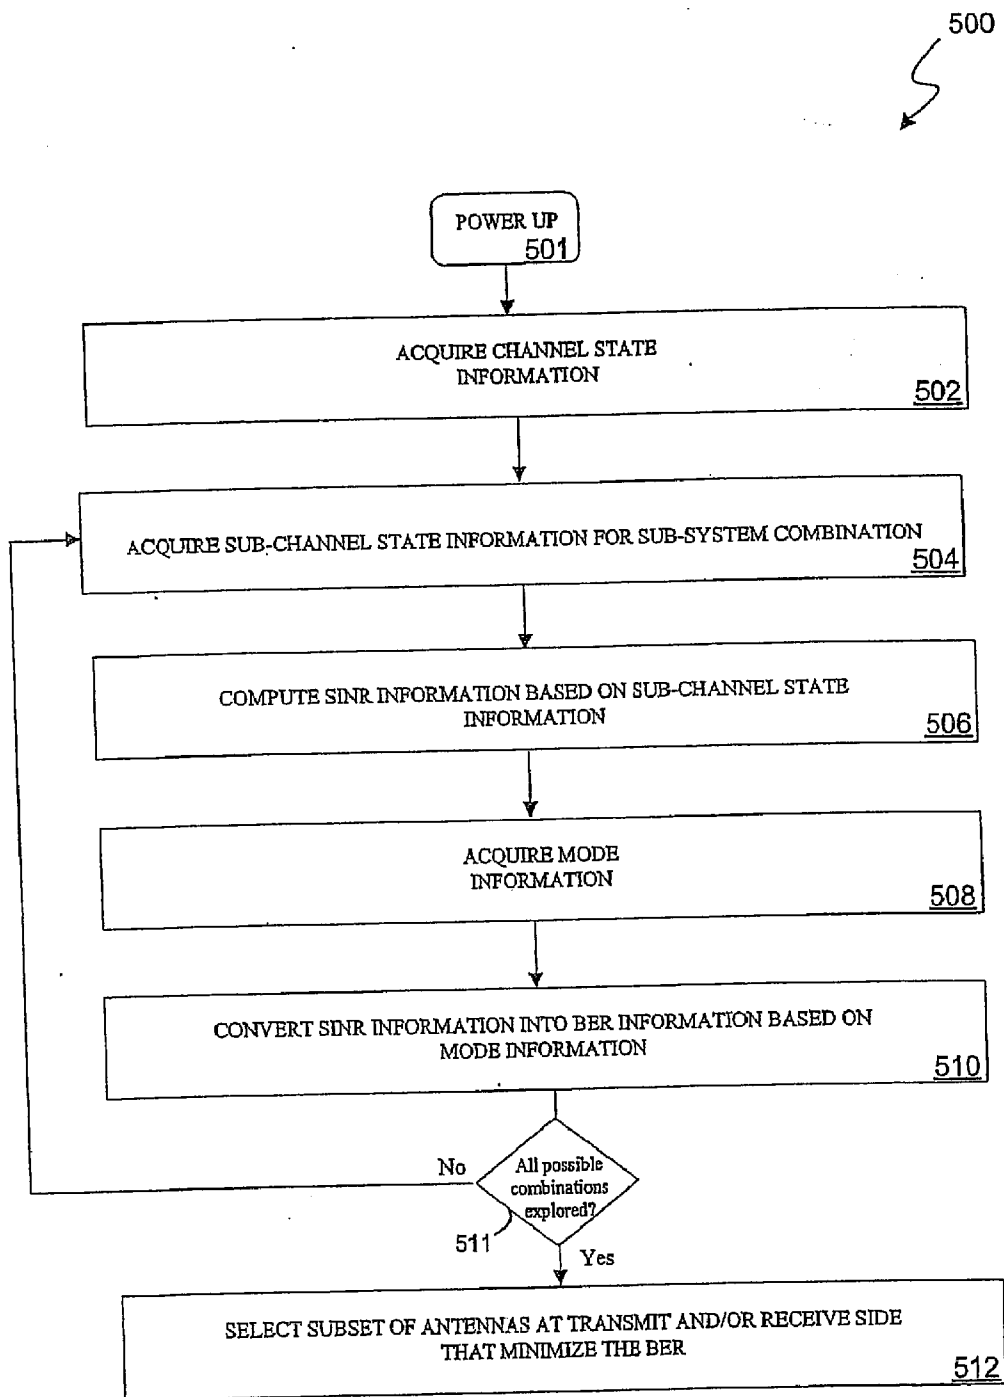 500
POWER UP
501
ACQUIRE CHANNEL STATE
INFORMATION
502
ACQUIRE SUB-CHANNEL STATE INFORMATION FOR SUB-SYSTEM COMBINATION
504
COMPUTE SINR INFORMATION BASED ON SUB-CHANNEL STATE
INFORMATION
506
ACQUIRE MODE
INFORMATION
508
CONVERT SINR INFORMATION INTO BER INFORMATION BASED ON
MODE INFORMATION
510
No
All possible
combinations
explored?
511
Yes
SELECT SUBSET OF ANTENNAS AT TRANSMIT AND/OR RECEIVE SIDE
THAT MINIMIZE THE BER
512